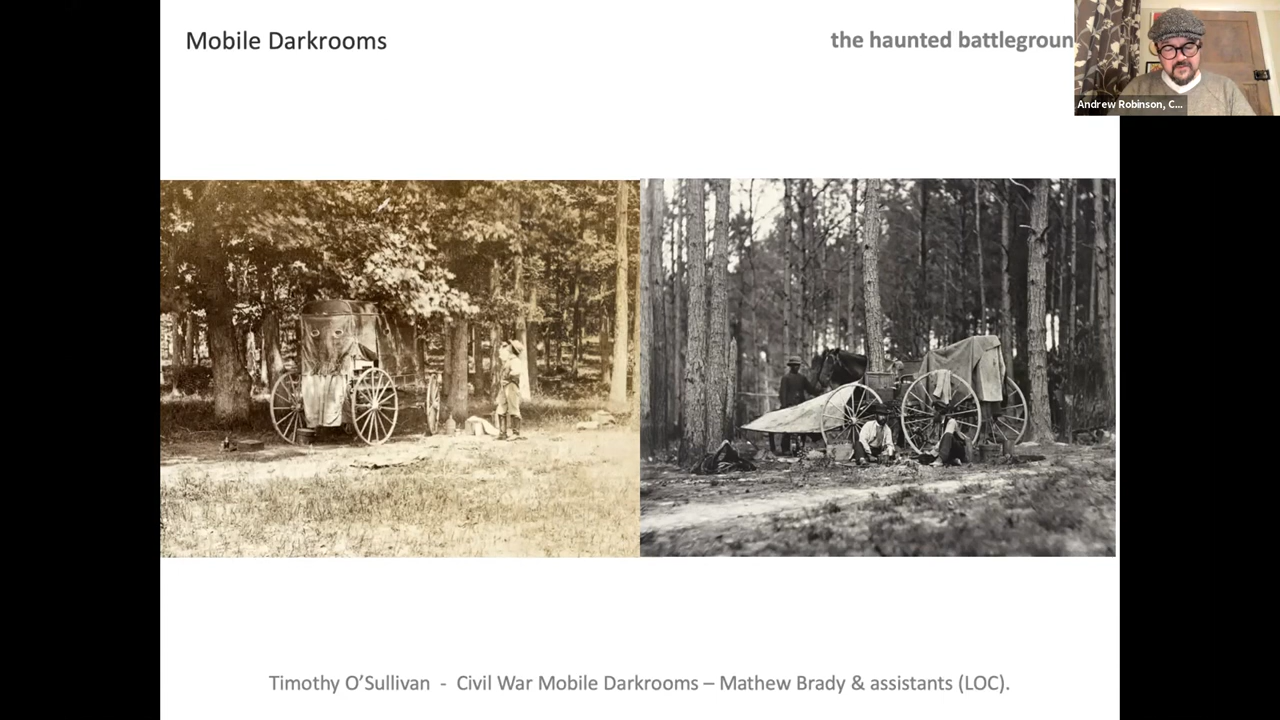 Mobile Darkrooms
the haunted battlegroun
Andrew Robinson, C...
Timothy O'Sullivan - Civil War Mobile Darkrooms – Mathew Brady & assistants (LOC).